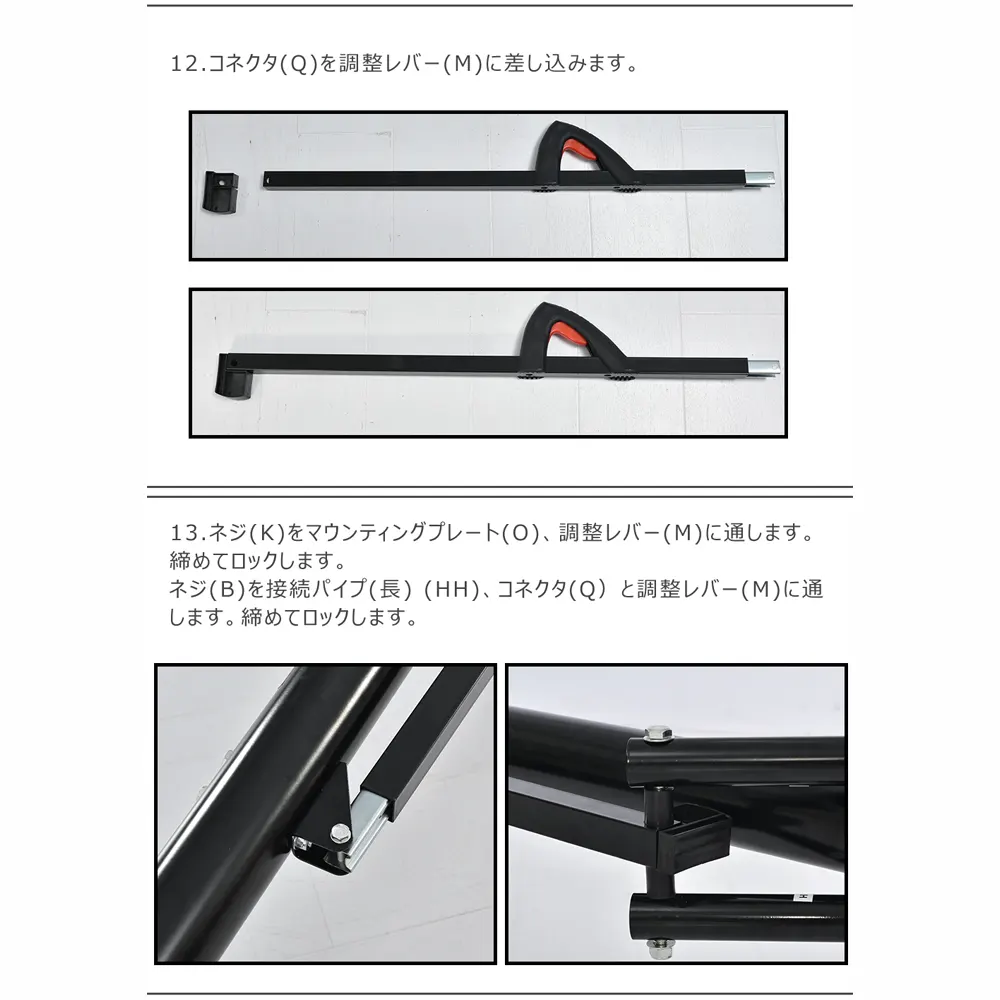 12.コネクタ(Q)を調整レバー(M)に差し込みます。
13.ネジ(K)をマウンティングプレート(O)、調整レバー(M)に通します。
締めてロックします。
ネジ(B)を接続パイプ(長) (HH)、コネクタ(Q) と調整レバー(M)に通
します。締めてロックします。
H